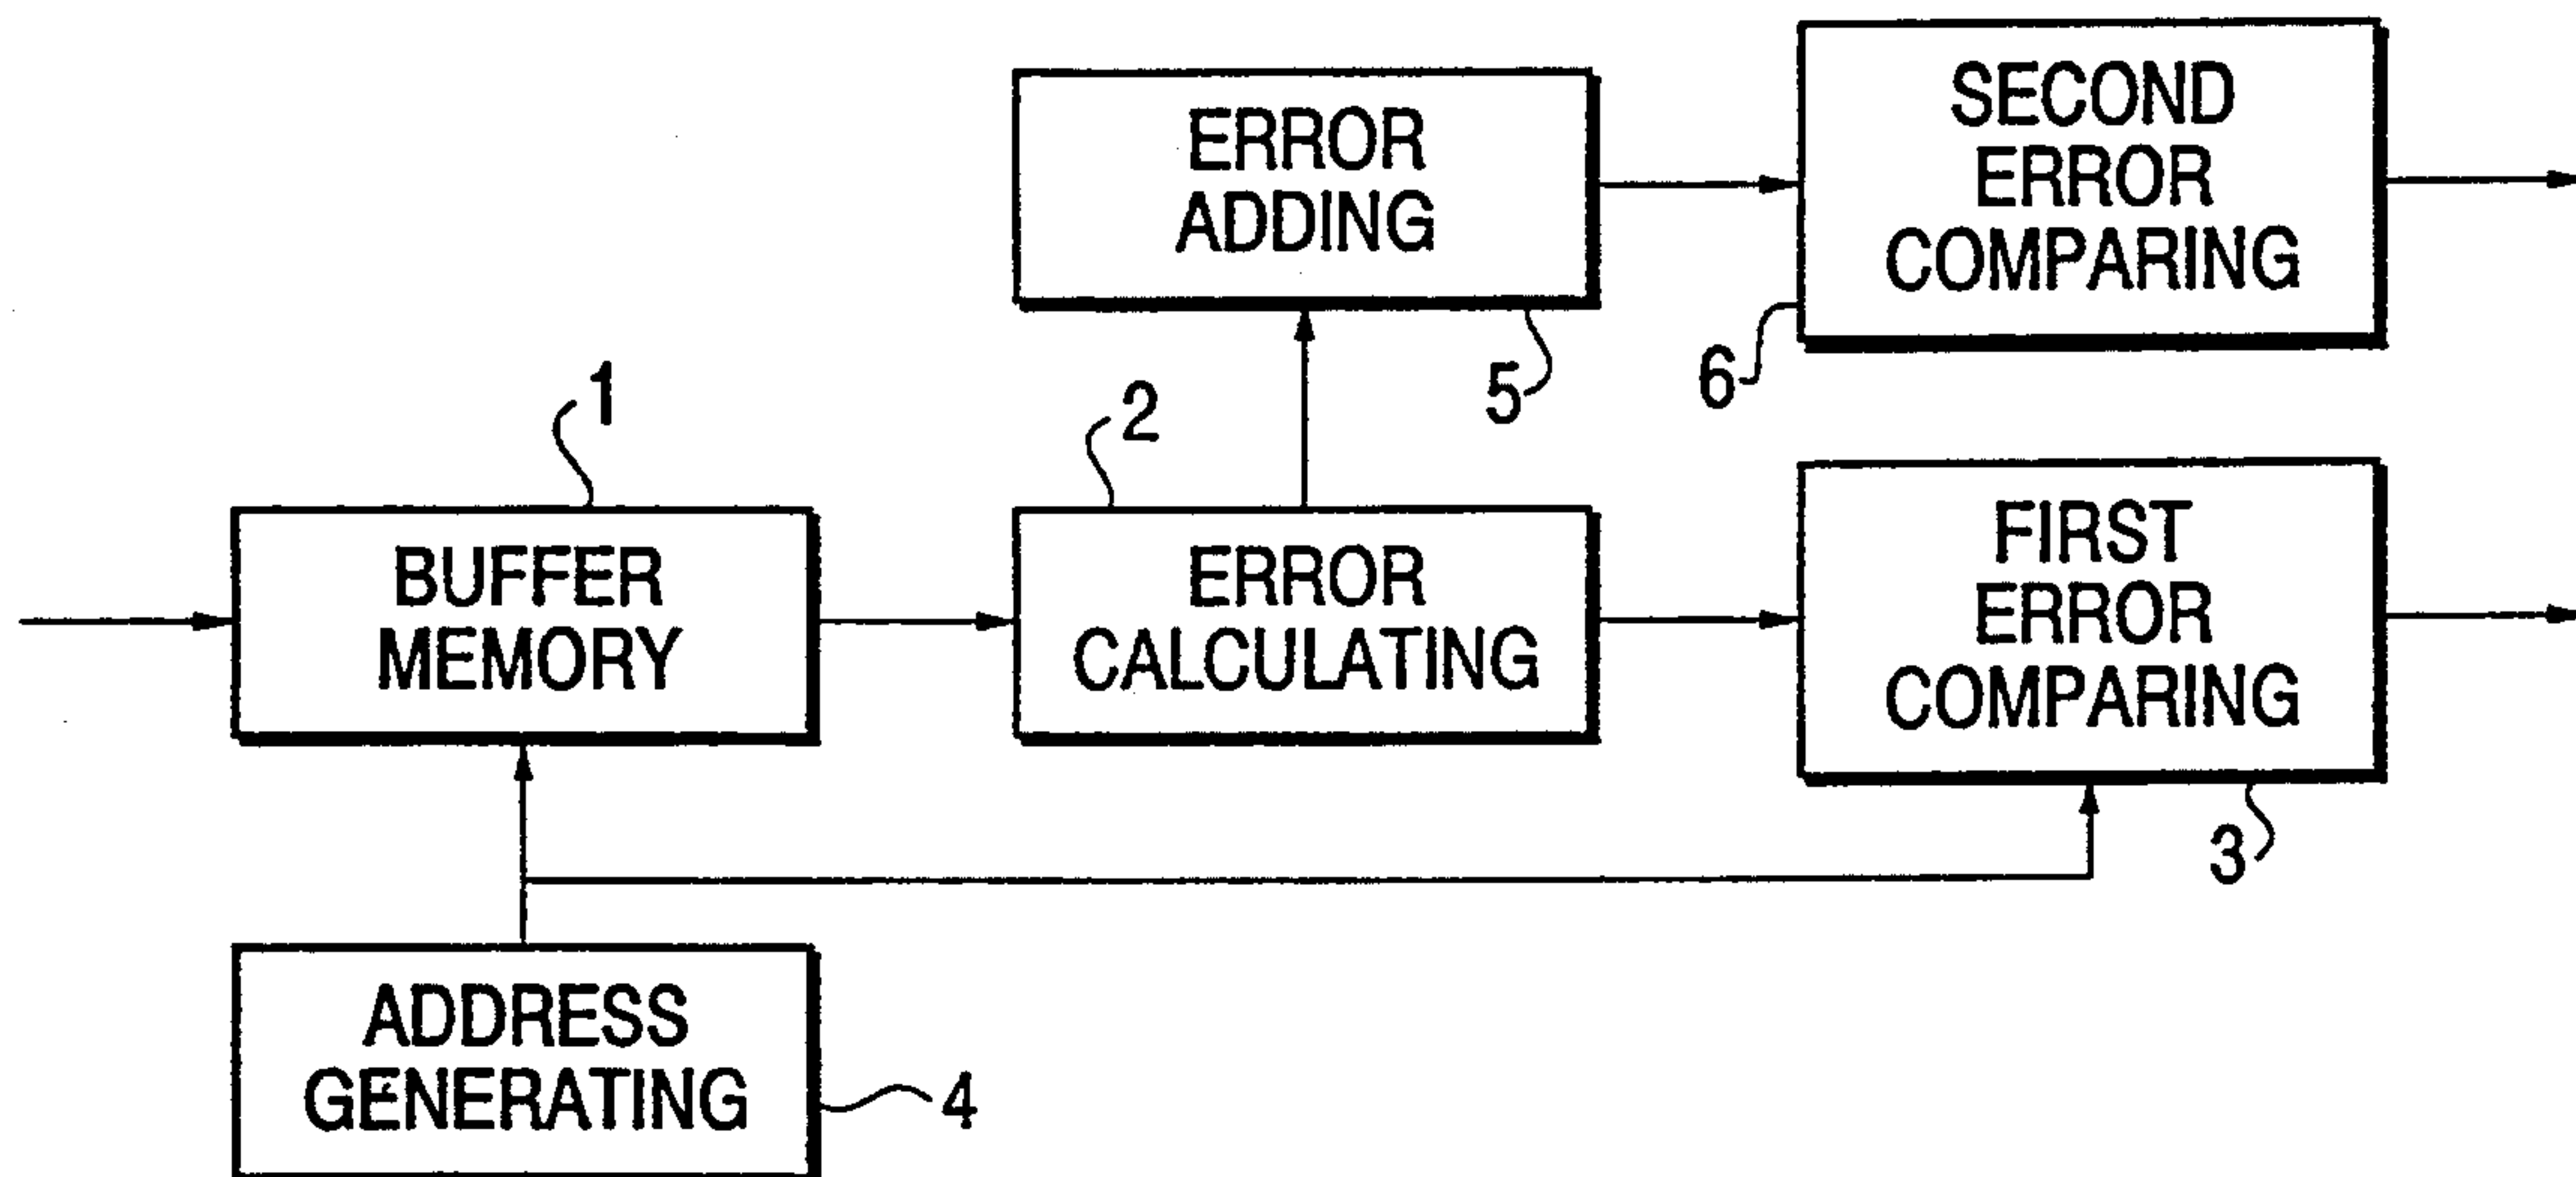 SECOND
ERROR
COMPARING
6
ERROR
ADDING
5
1
BUFFER
MEMORY
2
ERROR
CALCULATING
FIRST
ERROR
COMPARING
3
ADDRESS
GENERATING
4